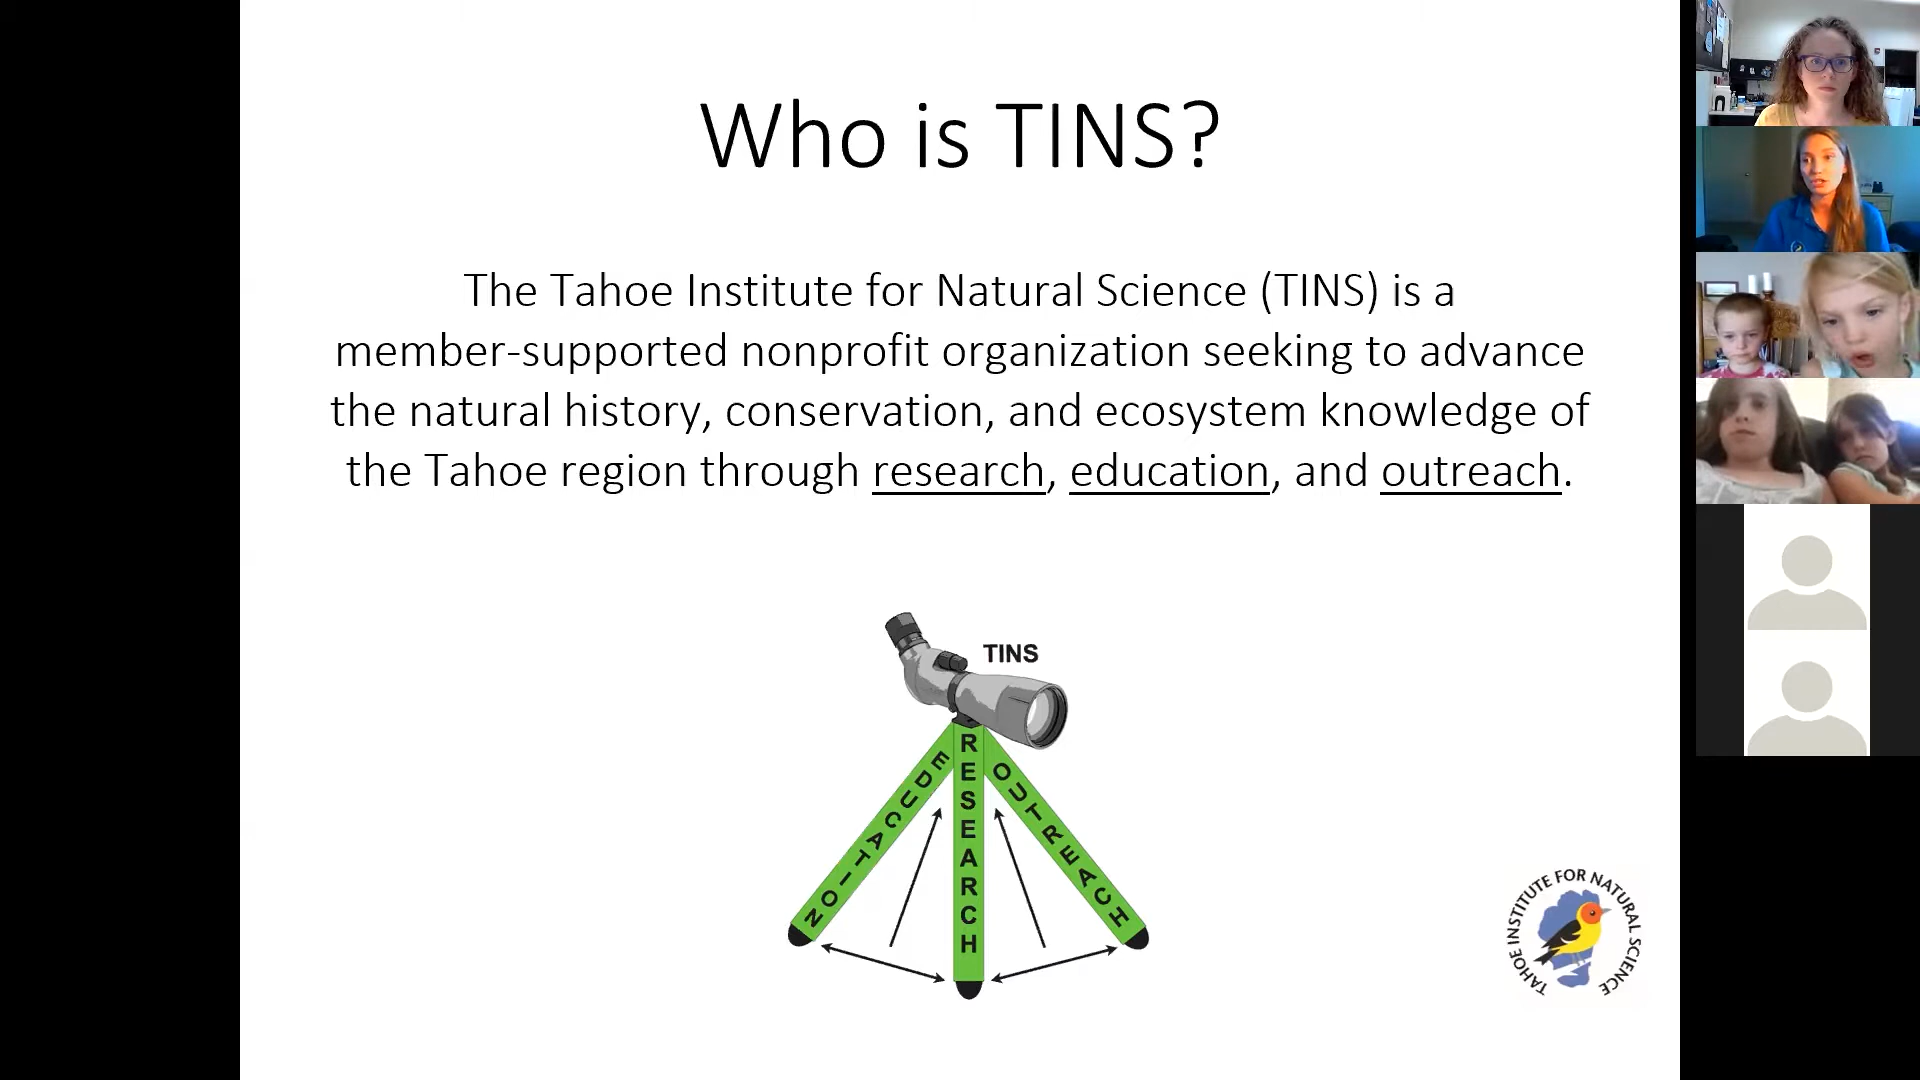 Who is TINS?
The Tahoe Institute for Natural Science (TINS) is a
member-supported nonprofit organization seeking to advance
the natural history, conservation, and ecosystem knowledge of
the Tahoe region through research, education, and outreach.
TINS
EDUCATION
RESEARCH
OUTREACH
TAHOE INSTITUTE FOR NATURAL SCIENCE